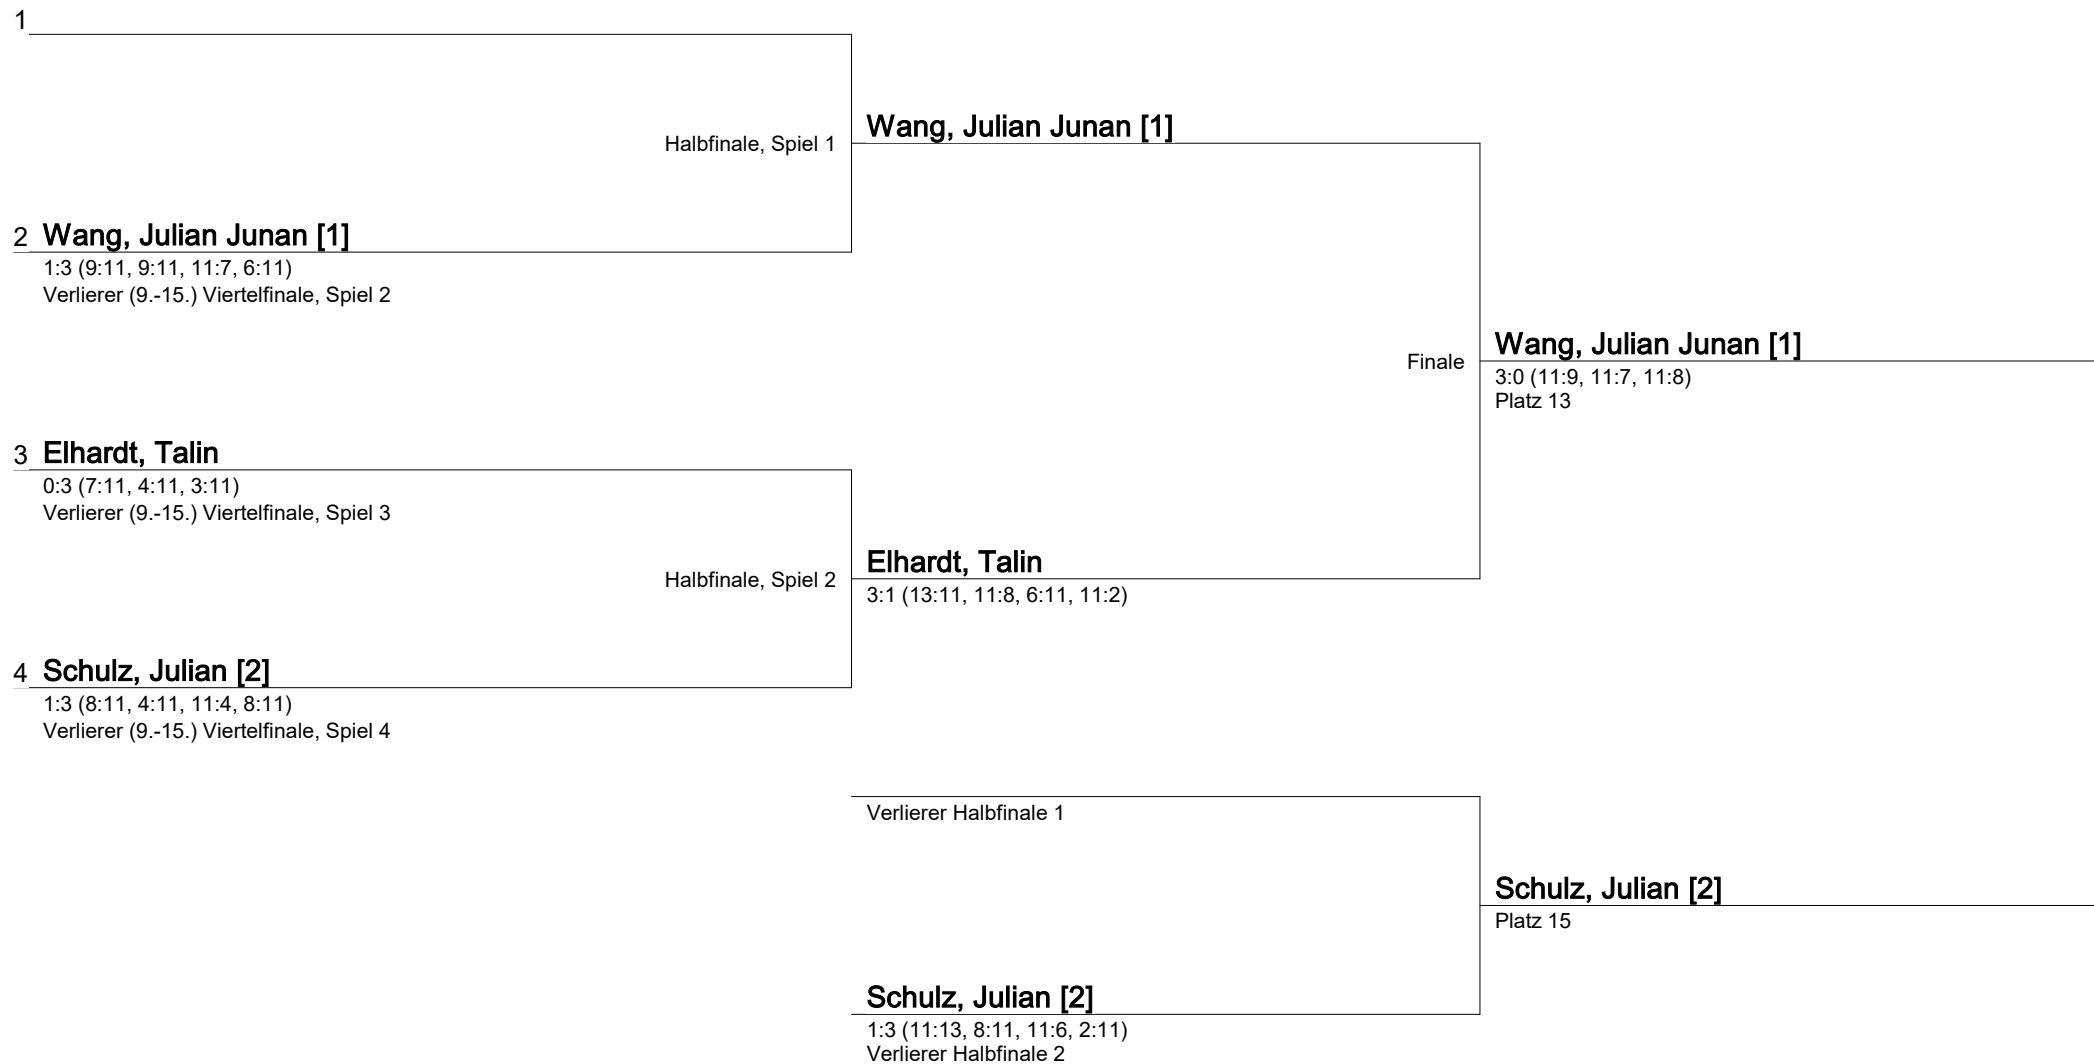 1
Wang, Julian Junan [1]
Halbfinale, Spiel 1
2 Wang, Julian Junan [1]
1:3 (9:11, 9:11, 11:7, 6:11)
Verlierer (9.-15.) Viertelfinale, Spiel 2
Wang, Julian Junan [1]
Finale
3:0 (11:9, 11:7, 11:8)
Platz 13
3 Elhardt, Talin
0:3 (7:11, 4:11, 3:11)
Verlierer (9.-15.) Viertelfinale, Spiel 3
Elhardt, Talin
Halbfinale, Spiel 2
3:1 (13:11, 11:8, 6:11, 11:2)
4 Schulz, Julian [2]
1:3 (8:11, 4:11, 11:4, 8:11)
Verlierer (9.-15.) Viertelfinale, Spiel 4
Verlierer Halbfinale 1
Schulz, Julian [2]
Platz 15
Schulz, Julian [2]
1:3 (11:13, 8:11, 11:6, 2:11)
Verlierer Halbfinale 2